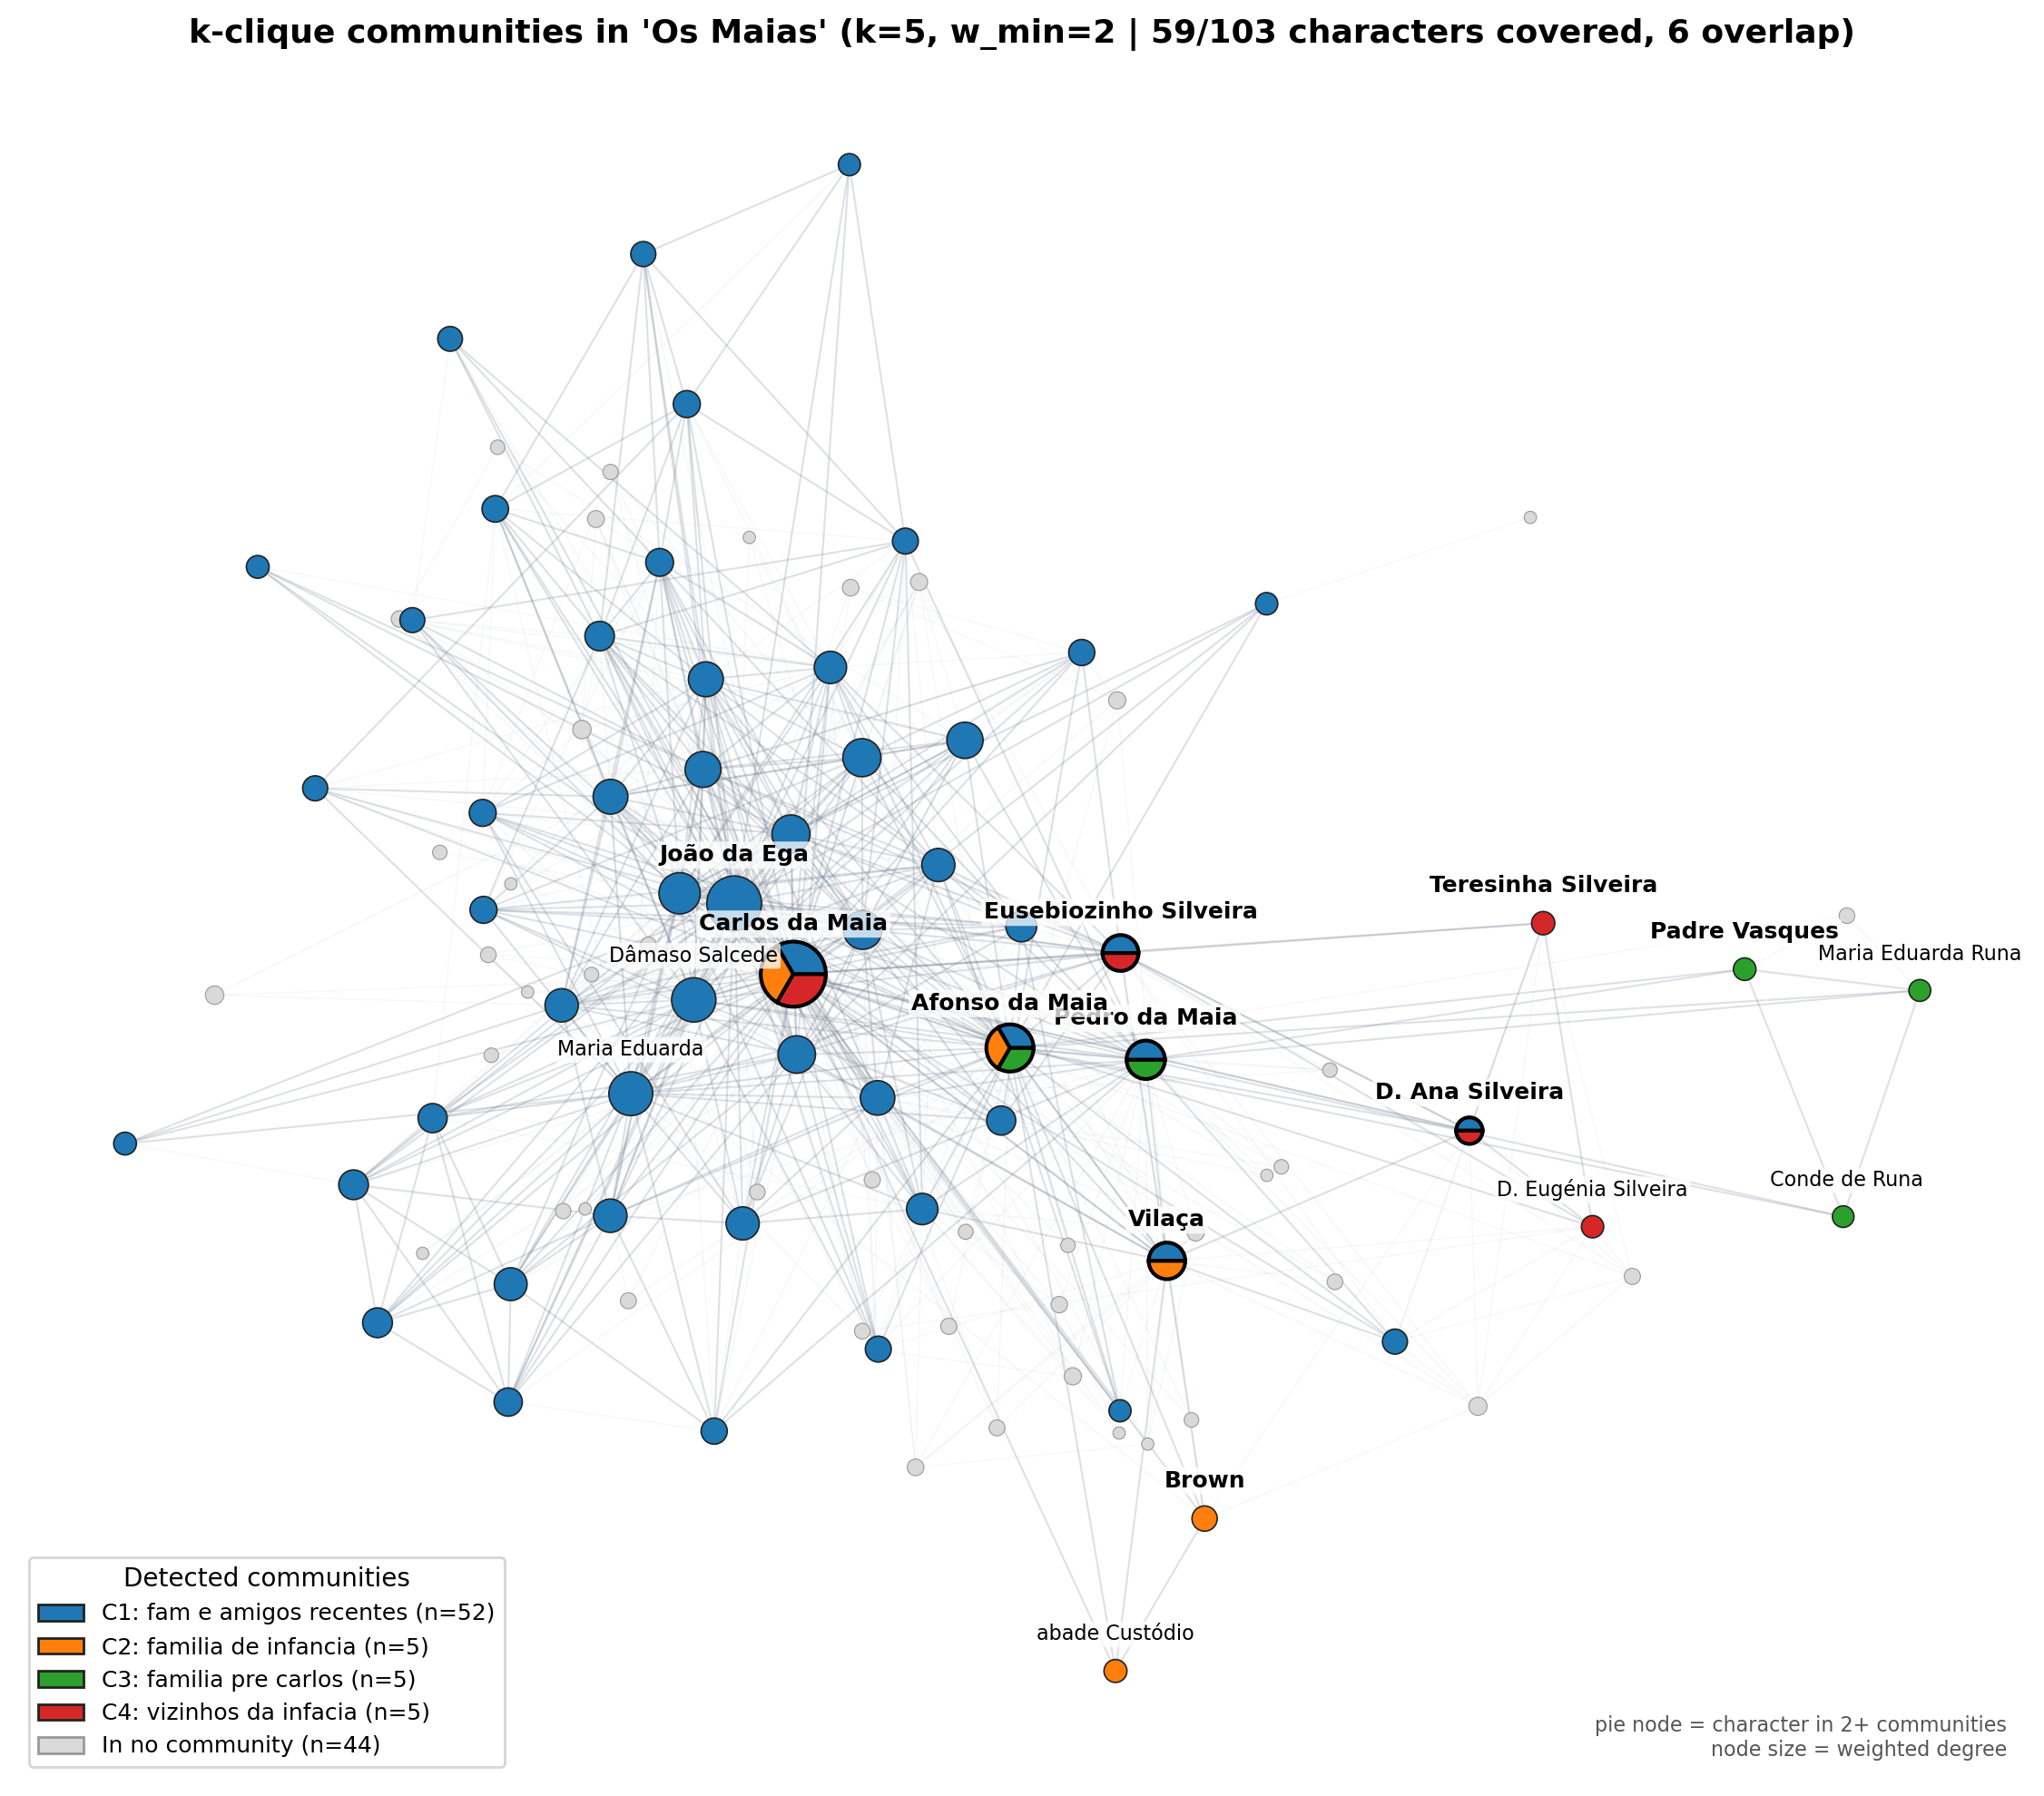 k-clique communities in 'Os Maias' (k=5, w_min=2 | 59/103 characters covered, 6 overlap)
João da Ega
Teresinha Silveira
Eusebiozinho Silveira
Carlos da Maia
Padre Vasques
Dâmaso Salcede
Maria Eduarda Runa
Afonso da Maia
Pedro da Maia
Maria Eduarda
D. Ana Silveira
Conde de Runa
D. Eugénia Silveira
Vilaça
Brown
abade Custódio
Detected communities
C1: fam e amigos recentes (n=52)
C2: familia de infancia (n=5)
C3: familia pre carlos (n=5)
C4: vizinhos da infacia (n=5)
In no community (n=44)
pie node = character in 2+ communities
node size = weighted degree